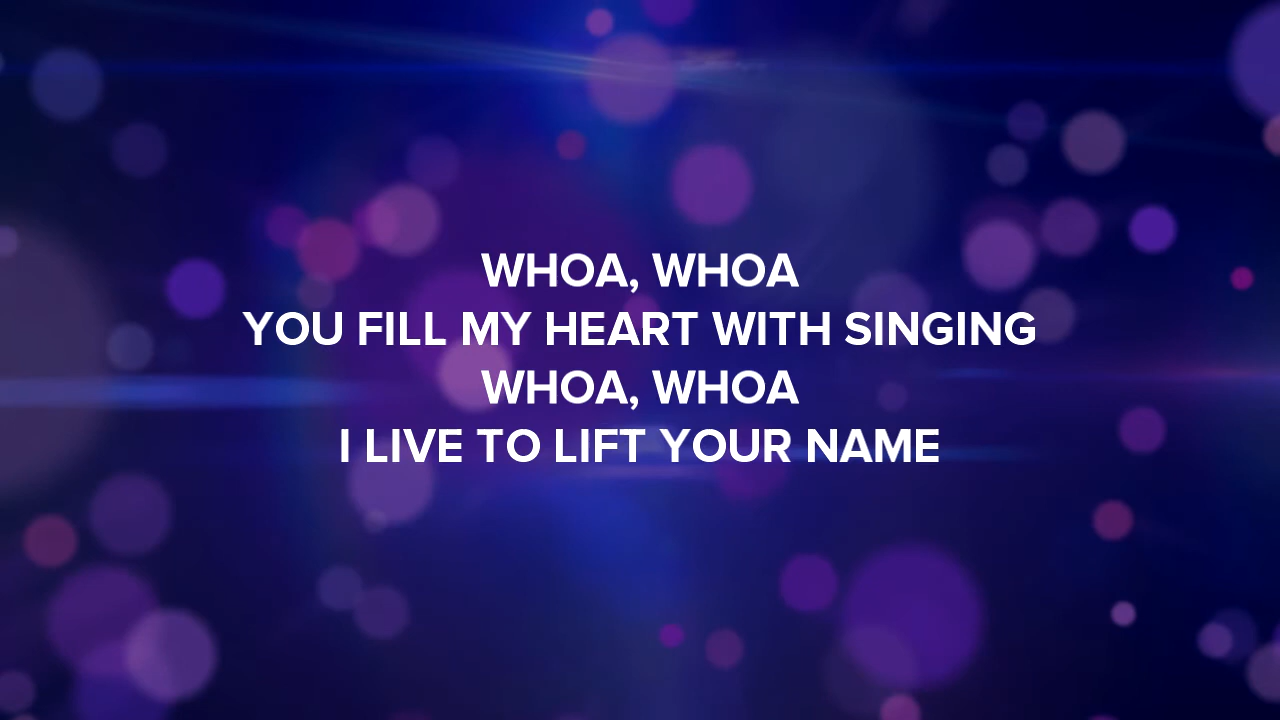 WHOA, WHOA
YOU FILL MY HEART WITH SINGING
WHOA, WHOA
I LIVE TO LIFT YOUR NAME